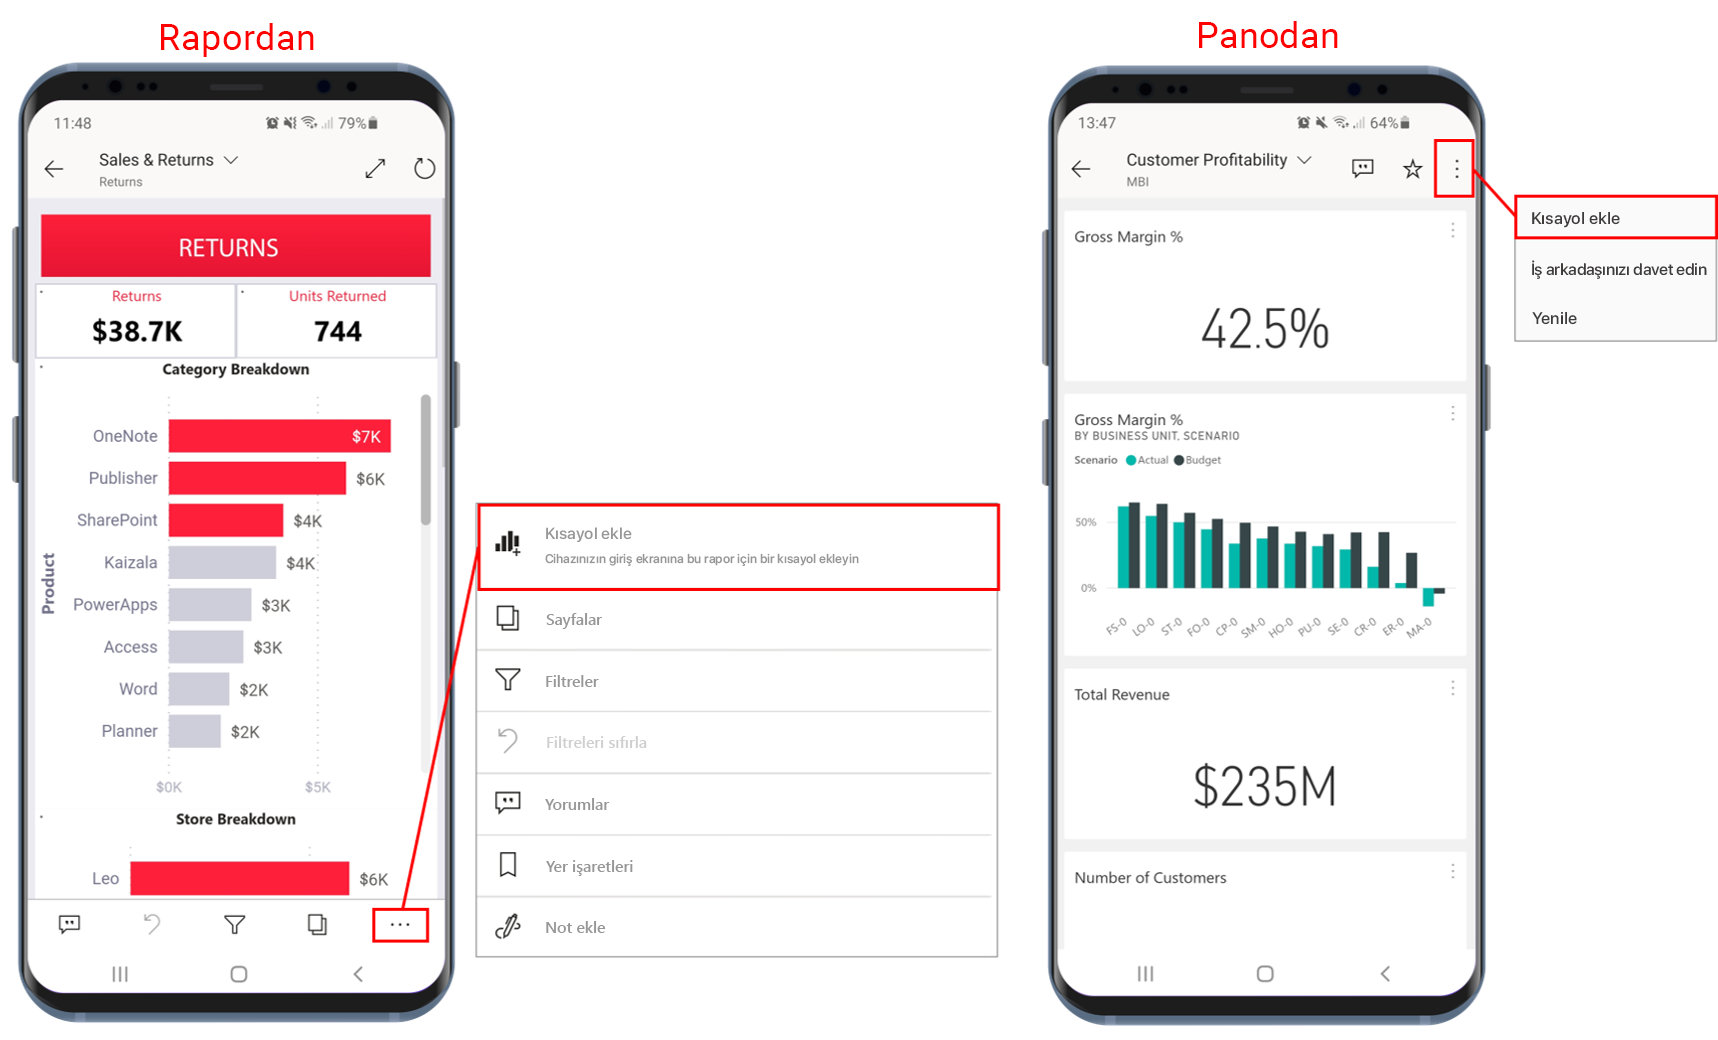 Rapordan
11:48
79%
Sales & Returns
Returns
RETURNS
Returns
$38.7K
Units Returned
744
Category Breakdown
Product
OneNote $7K
Publisher $6K
SharePoint $4K
Kaizala $4K
PowerApps $3K
Access $3K
Word $2K
Planner $2K
$0K $5K
Store Breakdown
Leo $6K
Kısayol ekle
Cihazınızın giriş ekranına bu rapor için bir kısayol ekleyin
Sayfalar
Filtreler
Filtreleri sıfırla
Yorumlar
Yer işaretleri
Not ekle
Panodan
13:47
64%
Customer Profitability
MBI
Gross Margin %
42.5%
Gross Margin %
BY BUSINESS UNIT, SCENARIO
Scenario Actual Budget
50%
0%
FS-0 LO-0 ST-0 FO-0 CP-0 SM-0 HO-0 PU-0 SE-0 CR-0 ER-0 MA-0
Total Revenue
$235M
Number of Customers
Kısayol ekle
İş arkadaşınızı davet edin
Yenile